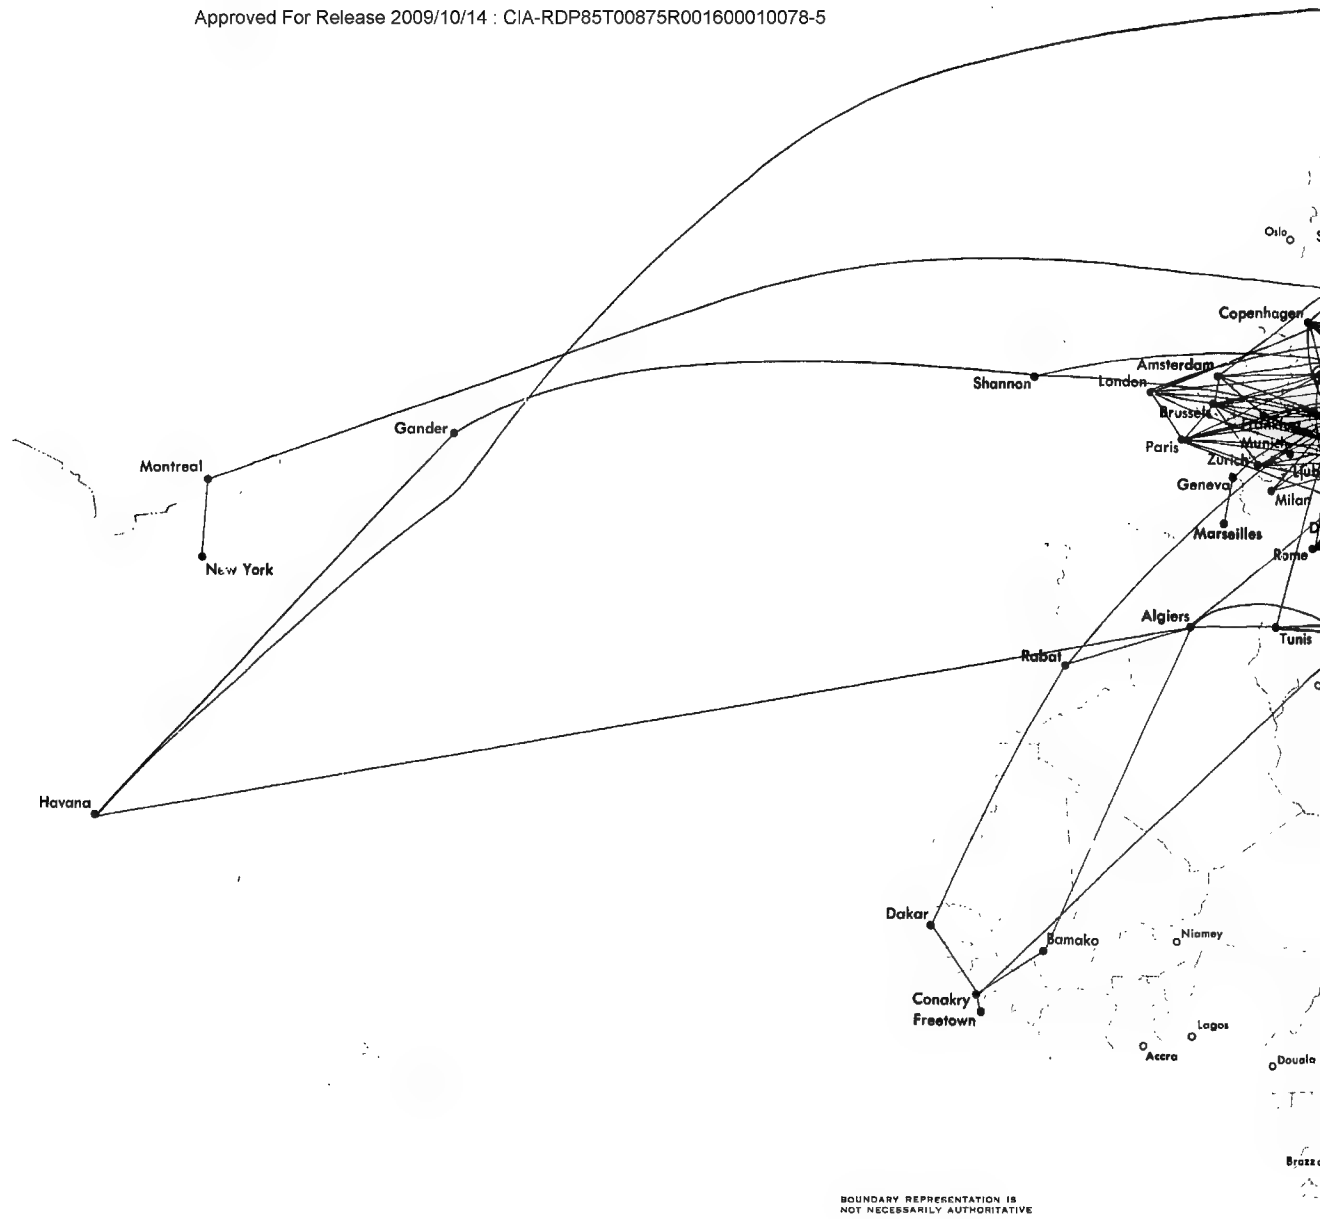 Approved For Release 2009/10/14 : CIA-RDP85T00875R001600010078-5
Oslo
Copenhagen
Amsterdam
Shannon
London
Brussels
Gander
Paris
Munich
Zurich
Montreal
Geneva
Milan
Marseilles
Rome
New York
Algiers
Tunis
Rabat
Havana
Dakar
Bamako
Niamey
Conakry
Freetown
Lagos
Accra
Douala
BOUNDARY REPRESENTATION IS
NOT NECESSARILY AUTHORITATIVE